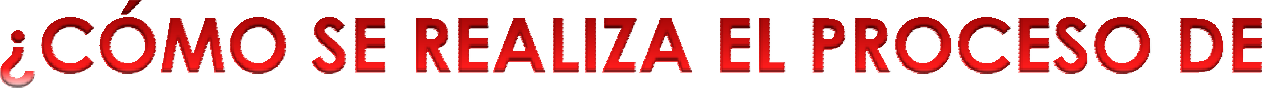 ¿CÓMO SE REALIZA EL PROCESO DE